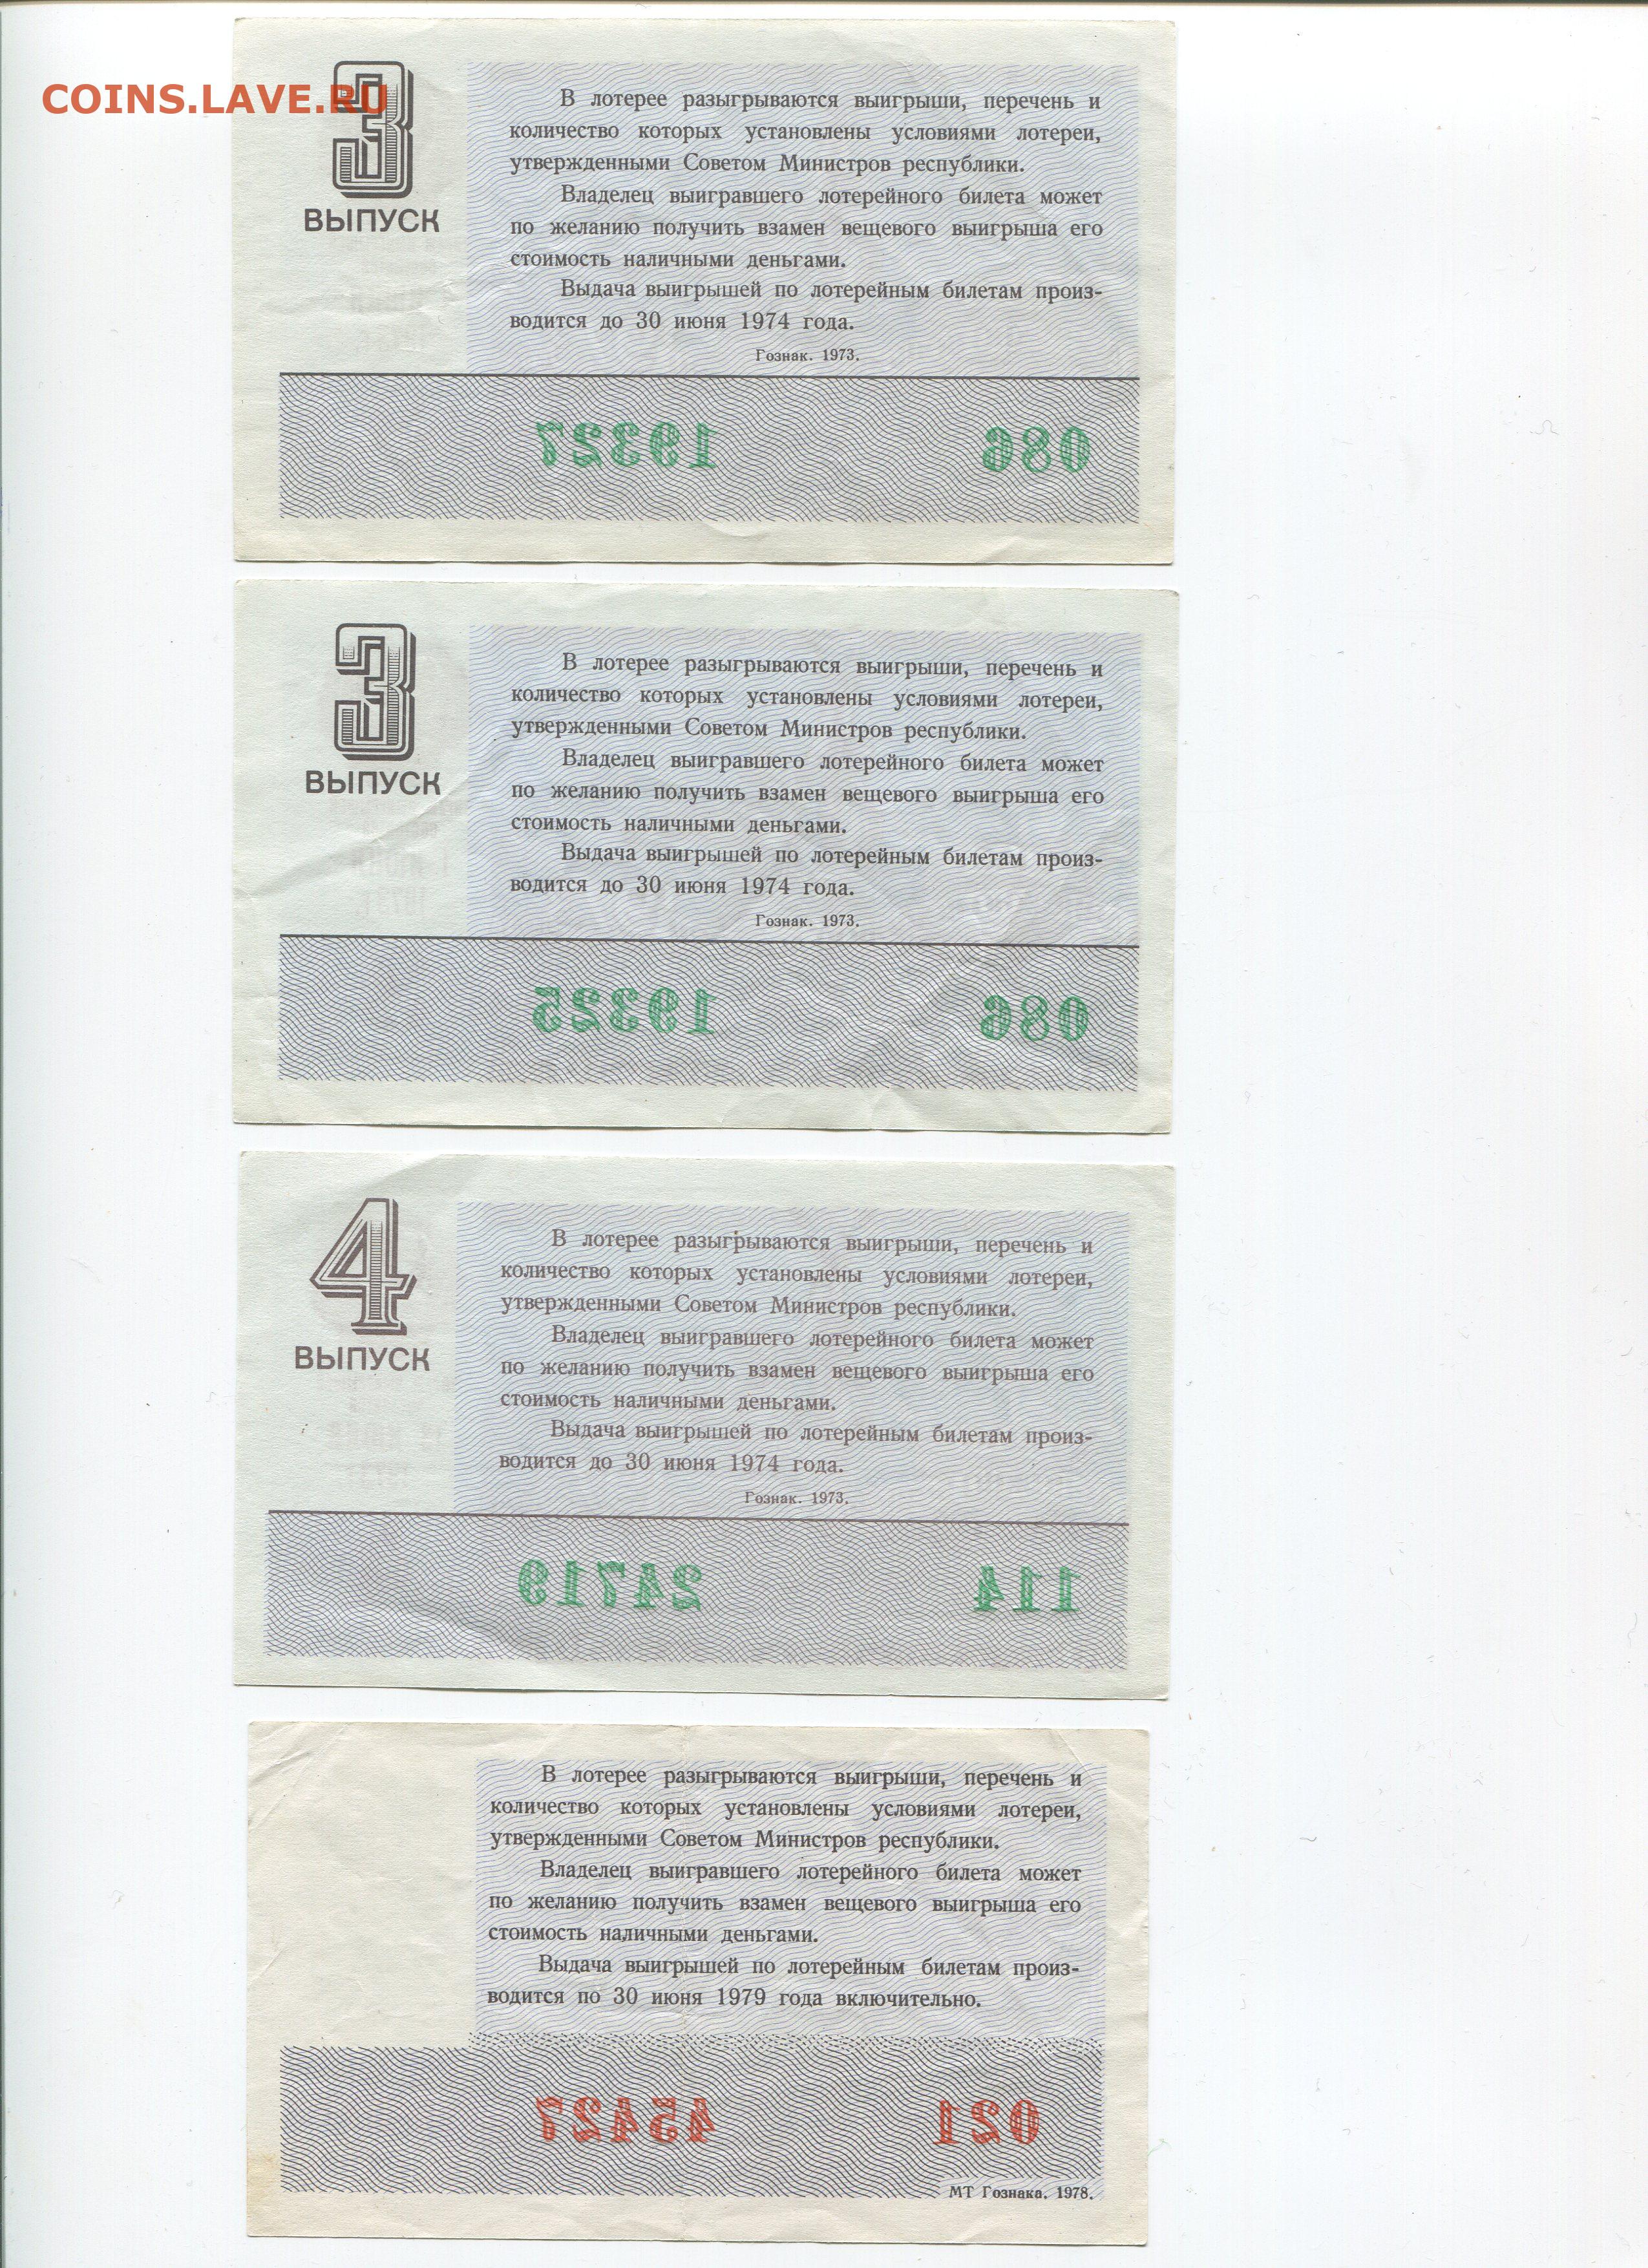 COINS.LAVE.RU
3
ВЫПУСК
В лотерее разыгрываются выигрыши, перечень и
количество которых установлены условиями лотереи,
утвержденными Советом Министров республики.
Владелец выигравшего лотерейного билета может
по желанию получить взамен вещевого выигрыша его
стоимость наличными деньгами.
Выдача выигрышей по лотерейным билетам произ-
водится до 30 июня 1974 года.
Гознак. 1973.
19327 086
3
ВЫПУСК
В лотерее разыгрываются выигрыши, перечень и
количество которых установлены условиями лотереи,
утвержденными Советом Министров республики.
Владелец выигравшего лотерейного билета может
по желанию получить взамен вещевого выигрыша его
стоимость наличными деньгами.
Выдача выигрышей по лотерейным билетам произ-
водится до 30 июня 1974 года.
Гознак. 1973.
19325 086
4
ВЫПУСК
В лотерее разыгрываются выигрыши, перечень и
количество которых установлены условиями лотереи,
утвержденными Советом Министров республики.
Владелец выигравшего лотерейного билета может
по желанию получить взамен вещевого выигрыша его
стоимость наличными деньгами.
Выдача выигрышей по лотерейным билетам произ-
водится до 30 июня 1974 года.
Гознак. 1973.
24719 114
В лотерее разыгрываются выигрыши, перечень и
количество которых установлены условиями лотереи,
утвержденными Советом Министров республики.
Владелец выигравшего лотерейного билета может
по желанию получить взамен вещевого выигрыша его
стоимость наличными деньгами.
Выдача выигрышей по лотерейным билетам произ-
водится по 30 июня 1979 года включительно.
45427 021
МТ Гознака. 1978.